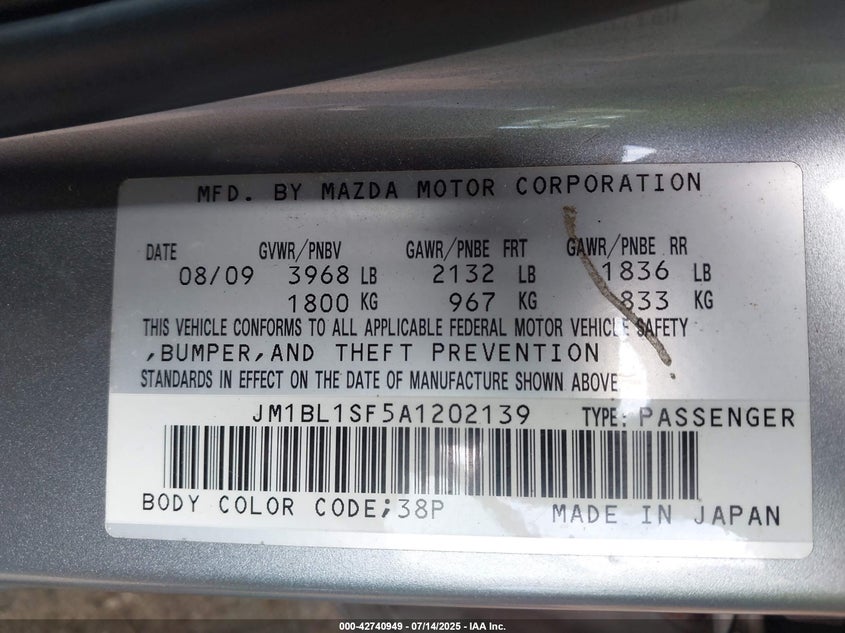 MFD. BY MAZDA MOTOR CORPORATION
DATE GVWR/PNBV GAWR/PNBE FRT GAWR/PNBE RR
08/09 3968 LB 2132 LB 1836 LB
1800 KG 967 KG 833 KG
THIS VEHICLE CONFORMS TO ALL APPLICABLE FEDERAL MOTOR VEHICLE SAFETY
,BUMPER,AND THEFT PREVENTION
STANDARDS IN EFFECT ON THE DATE OF MANUFACTURE SHOWN ABOVE
JM1BL1SF5A1202139 TYPE: PASSENGER
BODY COLOR CODE;38P MADE IN JAPAN
000-42740949 - 07/14/2025 - IAA Inc.